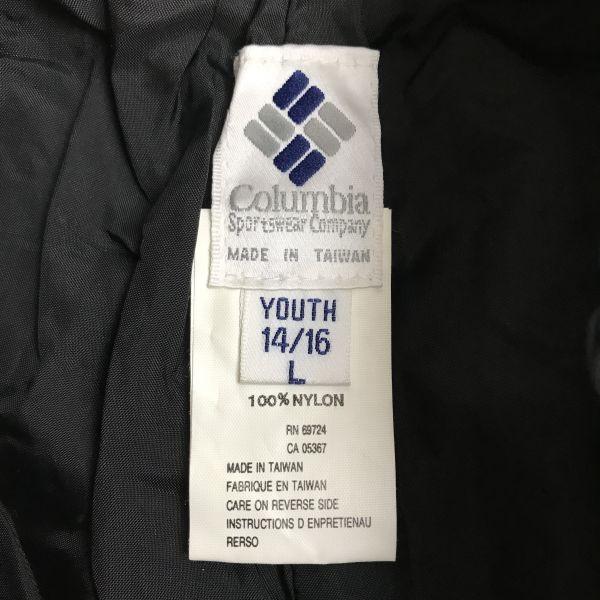 Columbia
Sportswear Company
MADE IN TAIWAN
YOUTH
14/16
L
100% NYLON
RN 69724
CA 05367
MADE IN TAIWAN
FABRIQUE EN TAIWAN
CARE ON REVERSE SIDE
INSTRUCTIONS D ENPRETIENAU
RERSO